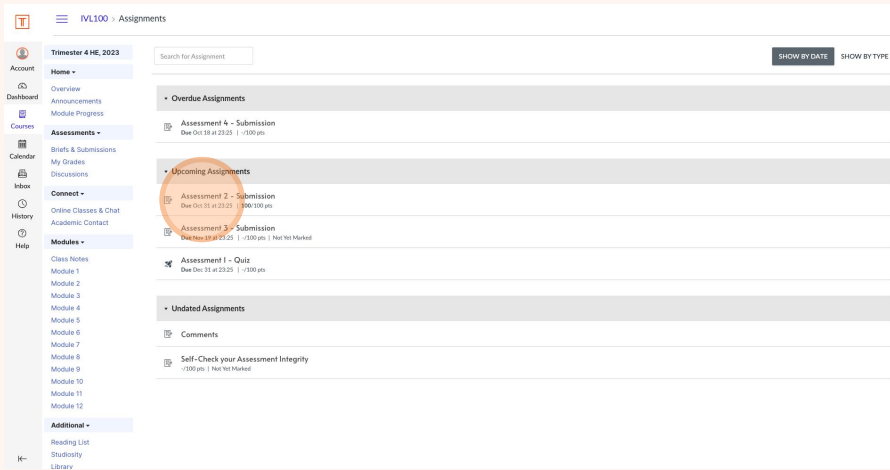 T
IVL100 > Assignments
Account
Dashboard
Courses
Calendar
Inbox
History
Help
Trimester 4 HE, 2023
Home
Overview
Announcements
Module Progress
Assessments
Briefs & Submissions
My Grades
Discussions
Connect
Online Classes & Chat
Academic Contact
Modules
Class Notes
Module 1
Module 2
Module 3
Module 4
Module 5
Module 6
Module 7
Module 8
Module 9
Module 10
Module 11
Module 12
Additional
Reading List
Studiosity
Library
Search for Assignment
SHOW BY DATE SHOW BY TYPE
Overdue Assignments
Assessment 4 - Submission
Due Oct 18 at 23:25 | -/100 pts
Upcoming Assignments
Assessment 2 - Submission
Due Oct 31 at 23:25 | 100/100 pts
Assessment 3 - Submission
Due Nov 19 at 23:25 | -/100 pts | Not Yet Marked
Assessment 1 - Quiz
Due Dec 31 at 23:25 | -/100 pts
Undated Assignments
Comments
Self-Check your Assessment Integrity
-/100 pts | Not Yet Marked